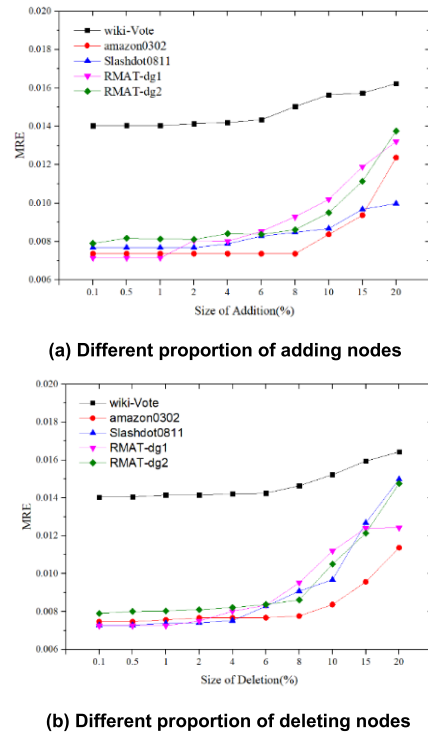 0.020
0.018
0.016
0.014
0.012
0.010
0.008
0.006
MRE
wiki-Vote
amazon0302
Slashdot0811
RMAT-dg1
RMAT-dg2
0.1 0.5 1 2 4 6 8 10 15 20
Size of Addition(%)
(a) Different proportion of adding nodes
0.020
0.018
0.016
0.014
0.012
0.010
0.008
0.006
MRE
wiki-Vote
amazon0302
Slashdot0811
RMAT-dg1
RMAT-dg2
0.1 0.5 1 2 4 6 8 10 15 20
Size of Deletion(%)
(b) Different proportion of deleting nodes